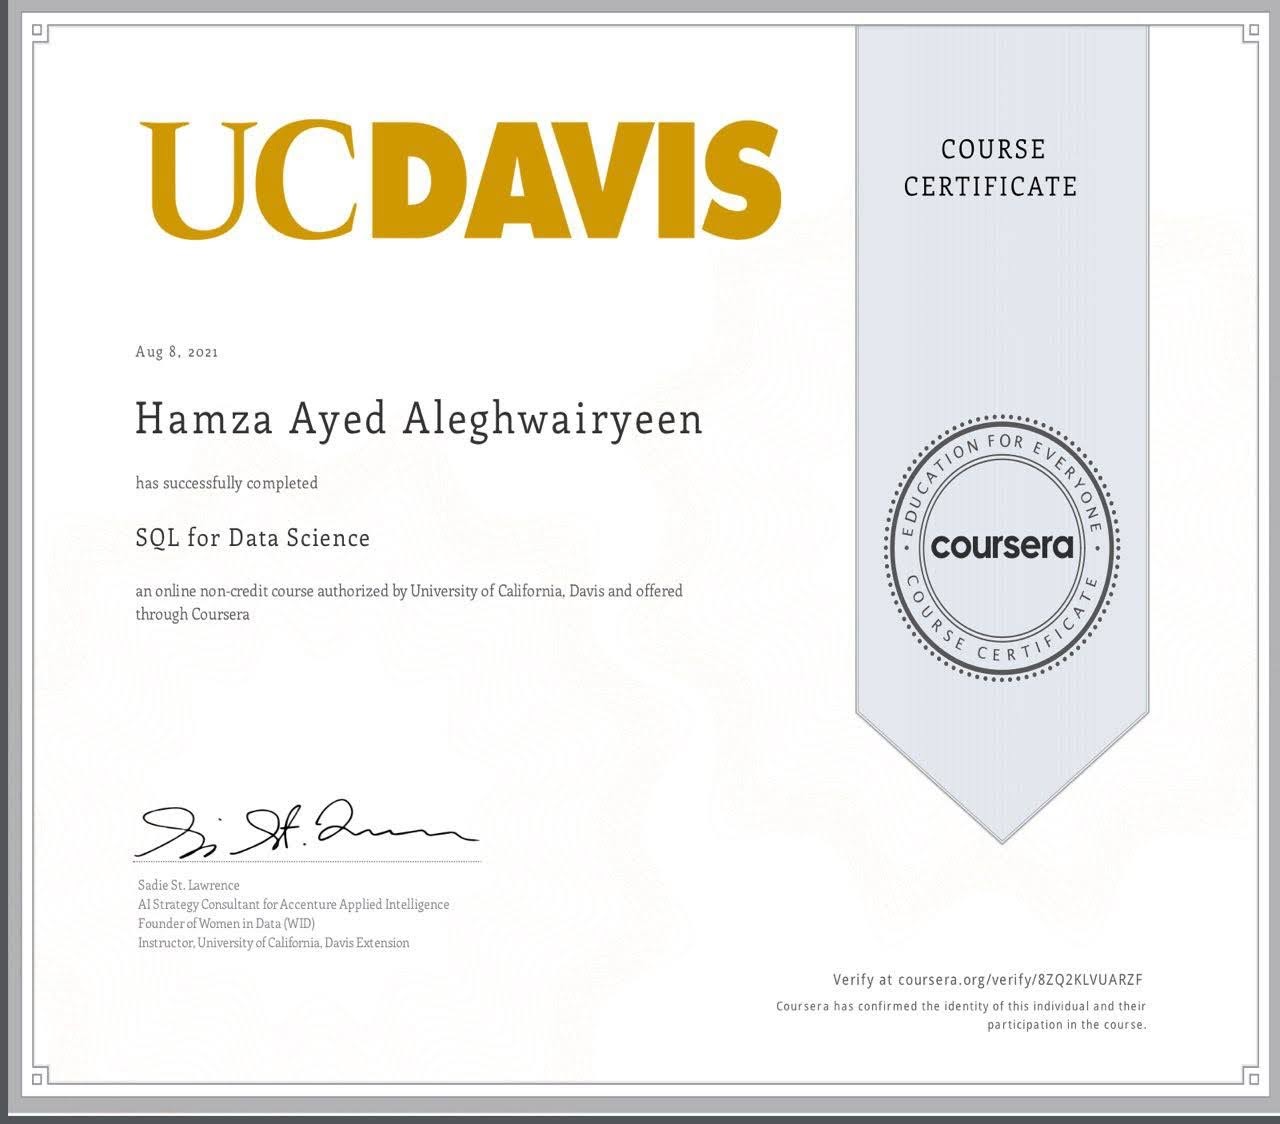 UCDAVIS
COURSE
CERTIFICATE
Aug 8, 2021
Hamza Ayed Aleghwairyeen
has successfully completed
SQL for Data Science
an online non-credit course authorized by University of California, Davis and offered
through Coursera
EDUCATION FOR EVERYONE
coursera
COURSE CERTIFICATE
Sadie St. Lawrence
AI Strategy Consultant for Accenture Applied Intelligence
Founder of Women in Data (WID)
Instructor, University of California, Davis Extension
Verify at coursera.org/verify/8ZQ2KLVUARZF
Coursera has confirmed the identity of this individual and their
participation in the course.